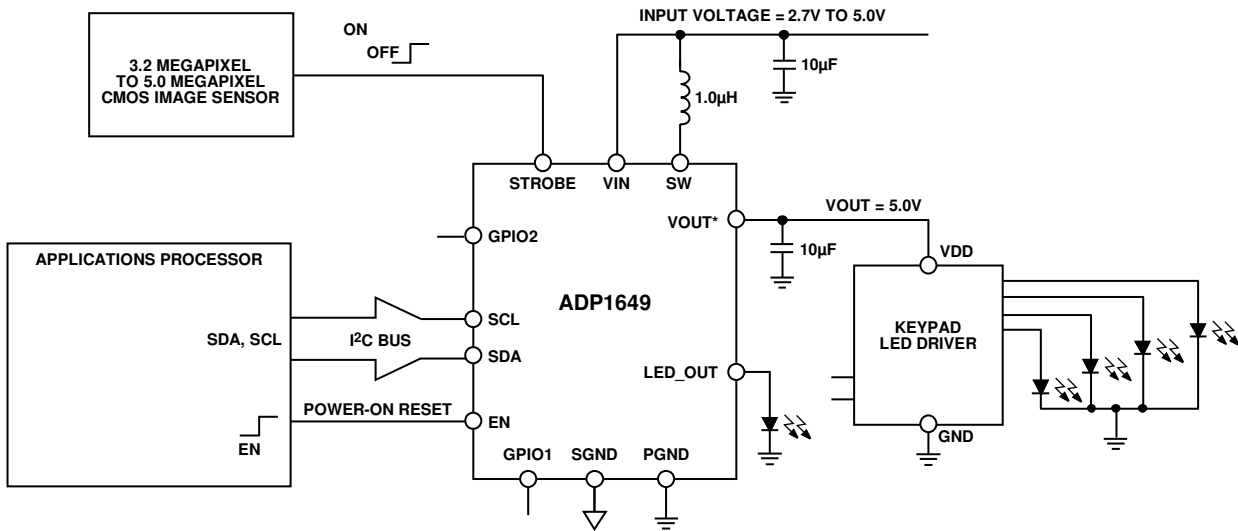 INPUT VOLTAGE = 2.7V TO 5.0V
ON
OFF
3.2 MEGAPIXEL
TO 5.0 MEGAPIXEL
CMOS IMAGE SENSOR
10µF
1.0µH
STROBE
VIN
SW
VOUT*
VOUT = 5.0V
GPIO2
10µF
VDD
APPLICATIONS PROCESSOR
ADP1649
SCL
SDA, SCL
I²C BUS
KEYPAD
LED DRIVER
SDA
LED_OUT
POWER-ON RESET
EN
EN
GND
GPIO1
SGND
PGND